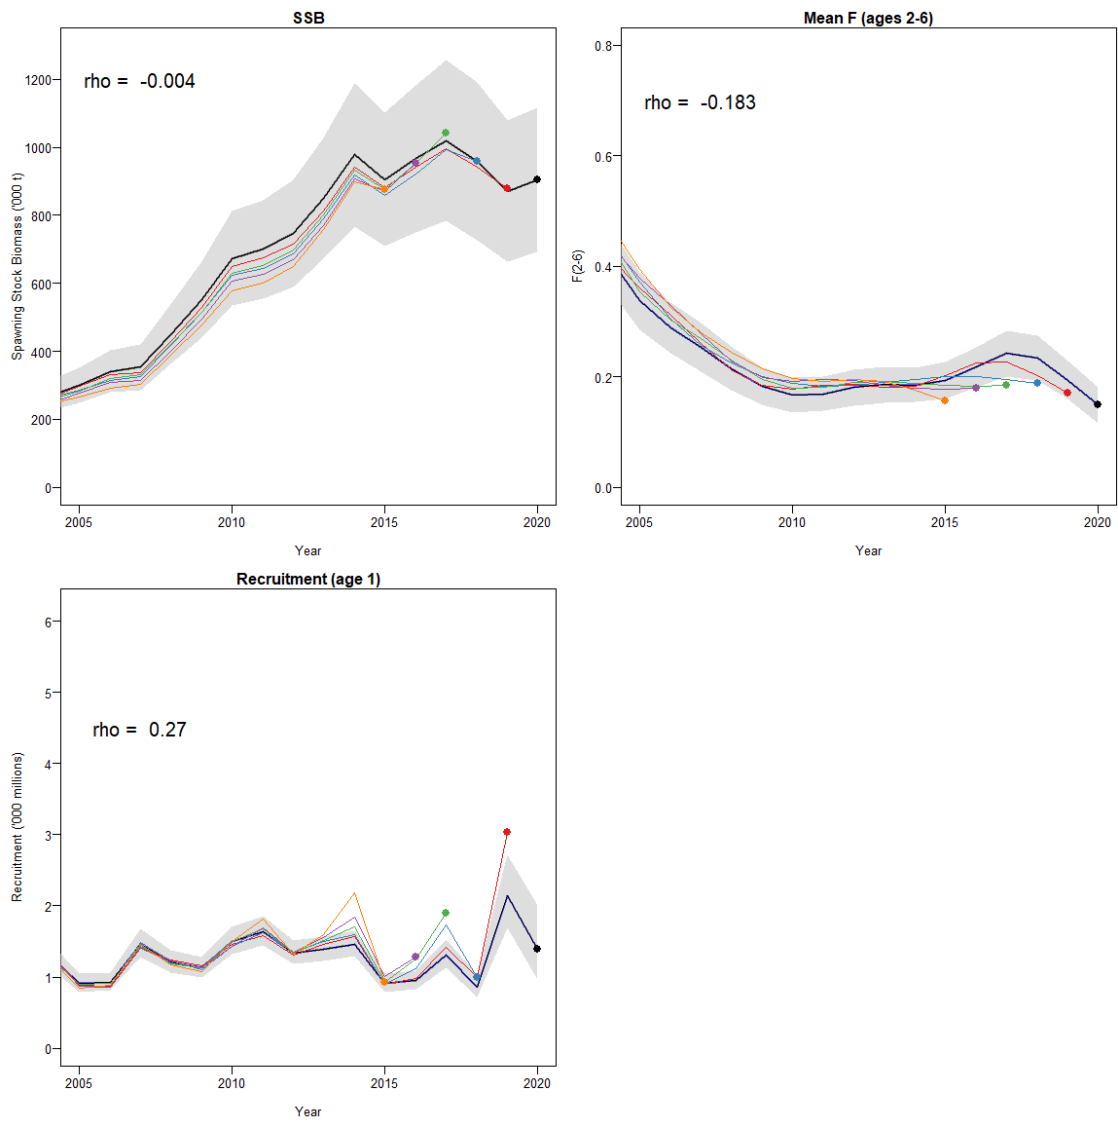 SSB
rho = -0.004
Spawning Stock Biomass ('000 t)
1200
1000
800
600
400
200
0
2005
2010
2015
2020
Year
Mean F (ages 2-6)
rho = -0.183
F(2-6)
0.8
0.6
0.4
0.2
0.0
2005
2010
2015
2020
Year
Recruitment (age 1)
rho = 0.27
Recruitment ('000 millions)
6
5
4
3
2
1
0
2005
2010
2015
2020
Year